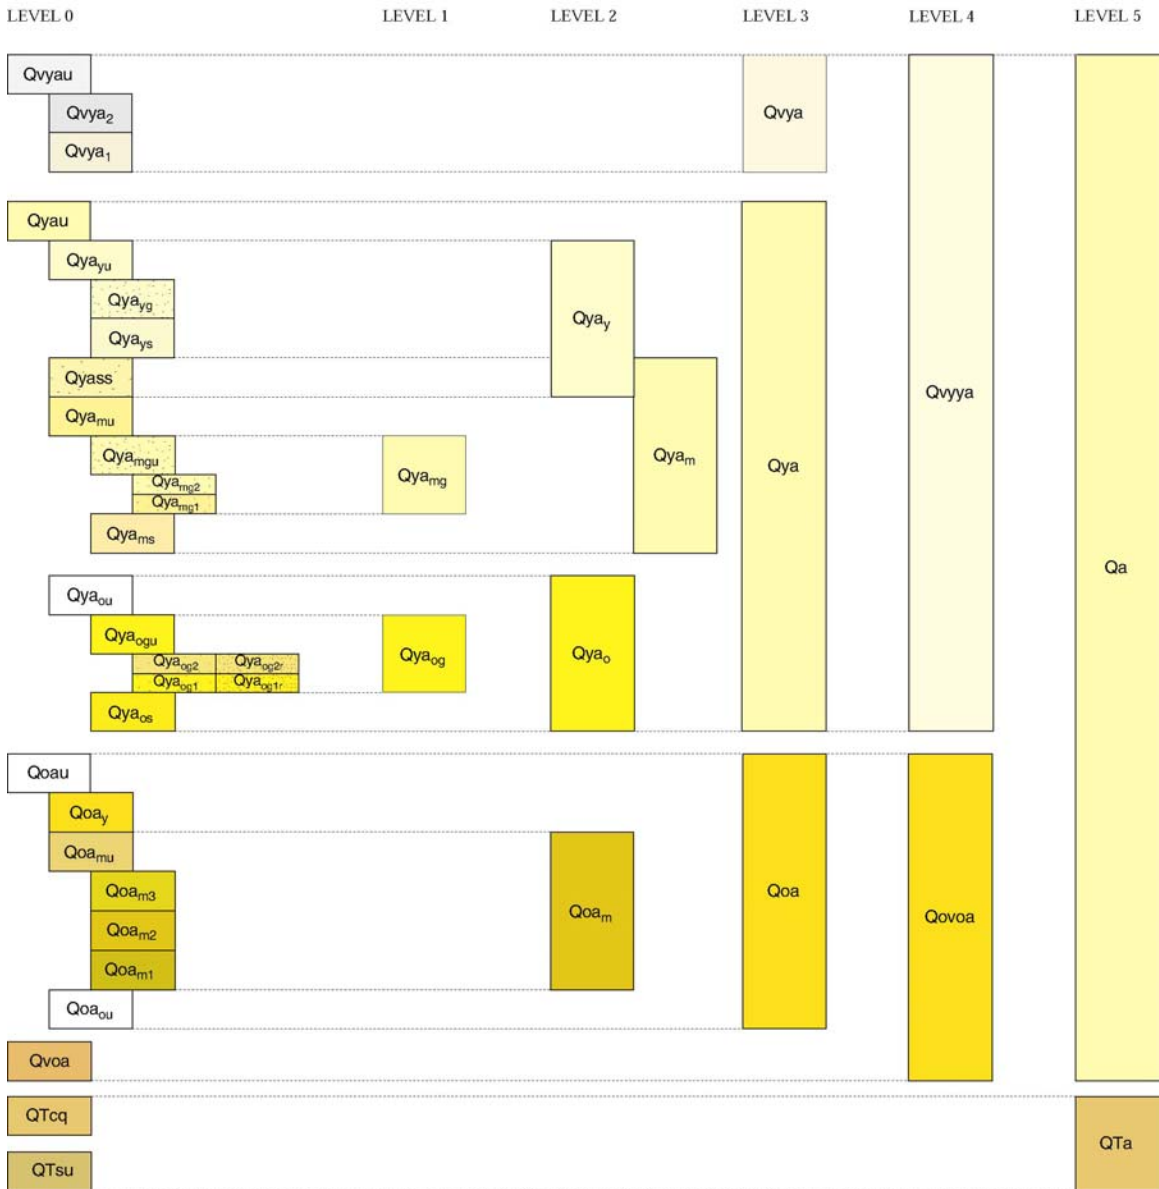 LEVEL 0 LEVEL 1 LEVEL 2 LEVEL 3 LEVEL 4 LEVEL 5
Qvyau
Qvya2 Qvya
Qvya1
Qyau
Qyayu
Qyayg
Qyays Qyay
Qyass
Qyamu Qvyya
Qyamgu Qyam
Qyamg2 Qyamg Qya
Qyamg1
Qyams
Qa
Qyaou
Qyaogu
Qyaog2 Qyaog2r Qyaog Qyao
Qyaog1 Qyaog1r
Qyaos
Qoau
Qoay
Qoamu
Qoam3 Qoa
Qoam2 Qoam Qovoa
Qoam1
Qoaou
Qvoa
QTcq
QTa
QTsu